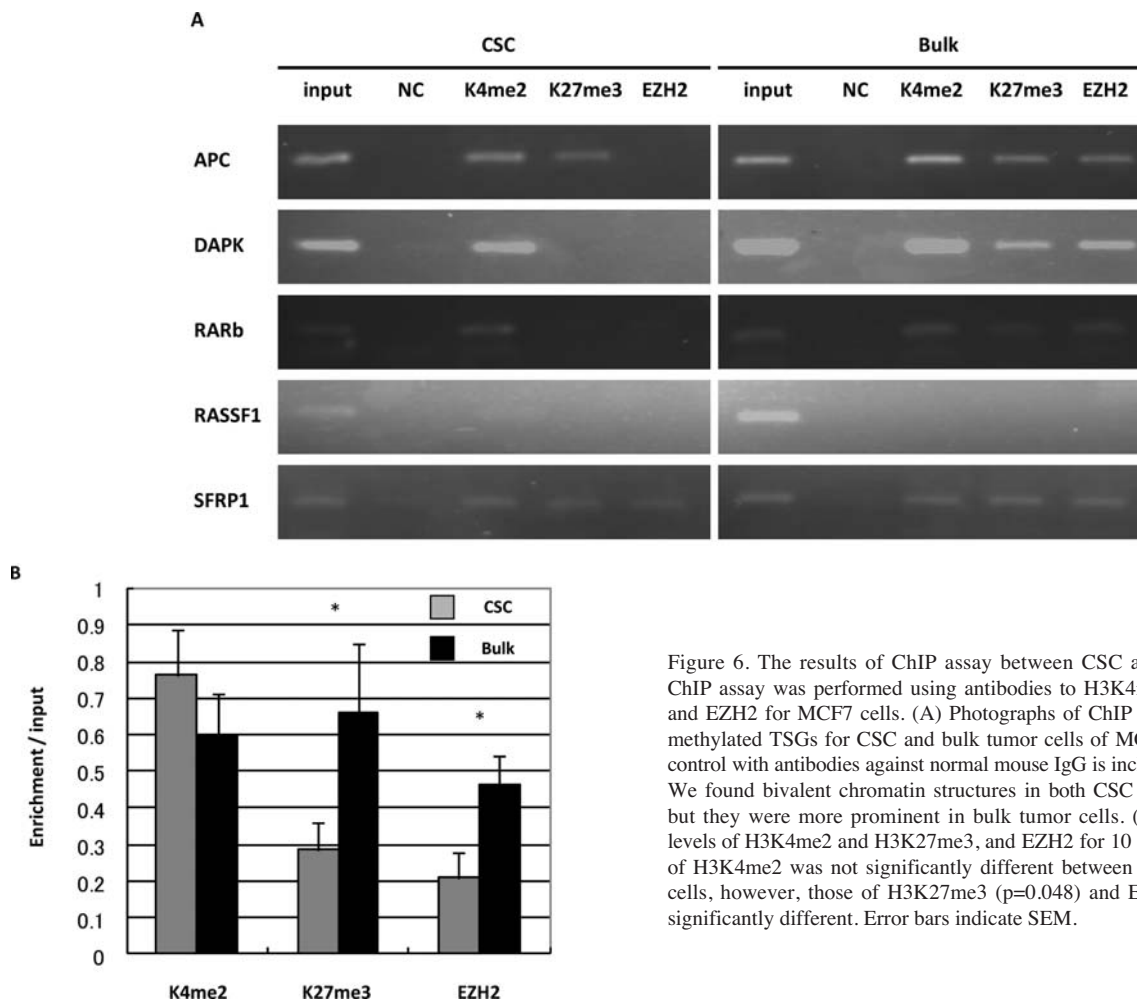 A
CSC Bulk
input NC K4me2 K27me3 EZH2 input NC K4me2 K27me3 EZH2
APC
DAPK
RARb
RASSF1
SFRP1
B
1
0.9
0.8
0.7
0.6
0.5
0.4
0.3
0.2
0.1
0
Enrichment / input
* CSC
Bulk
*
K4me2 K27me3 EZH2
Figure 6. The results of ChIP assay between CSC a
ChIP assay was performed using antibodies to H3K4
and EZH2 for MCF7 cells. (A) Photographs of ChIP
methylated TSGs for CSC and bulk tumor cells of MC
control with antibodies against normal mouse IgG is inc
We found bivalent chromatin structures in both CSC
but they were more prominent in bulk tumor cells. (
levels of H3K4me2 and H3K27me3, and EZH2 for 10
of H3K4me2 was not significantly different between
cells, however, those of H3K27me3 (p=0.048) and E
significantly different. Error bars indicate SEM.